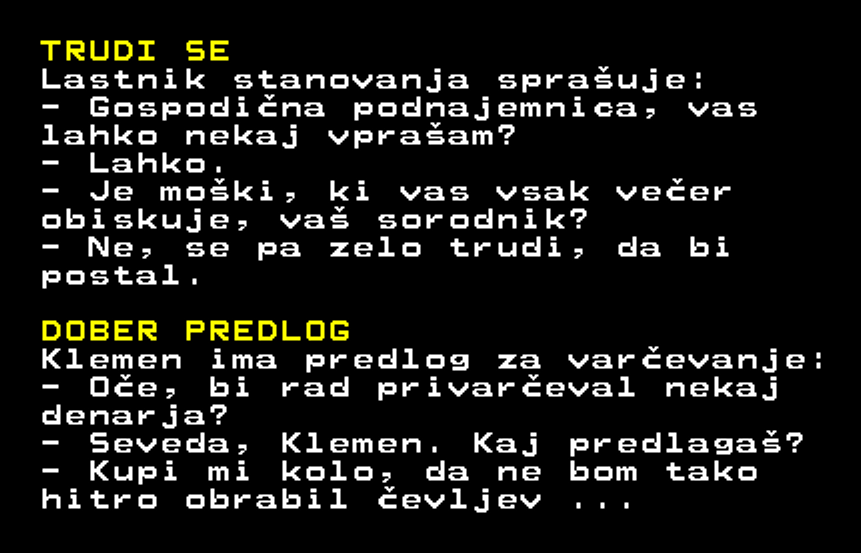 TRUDI SE
Lastnik stanovanja sprašuje:
- Gospodična podnajemnica, vas
lahko nekaj vprašam?
- Lahko.
- Je moški, ki vas vsak večer
obiskuje, vaš sorodnik?
- Ne, se pa zelo trudi, da bi
postal.
DOBER PREDLOG
Klemen ima predlog za varčevanje:
- Oče, bi rad privarčeval nekaj
denarja?
- Seveda, Klemen. Kaj predlagaš?
- Kupi mi kolo, da ne bom tako
hitro obrabil čevljev ...